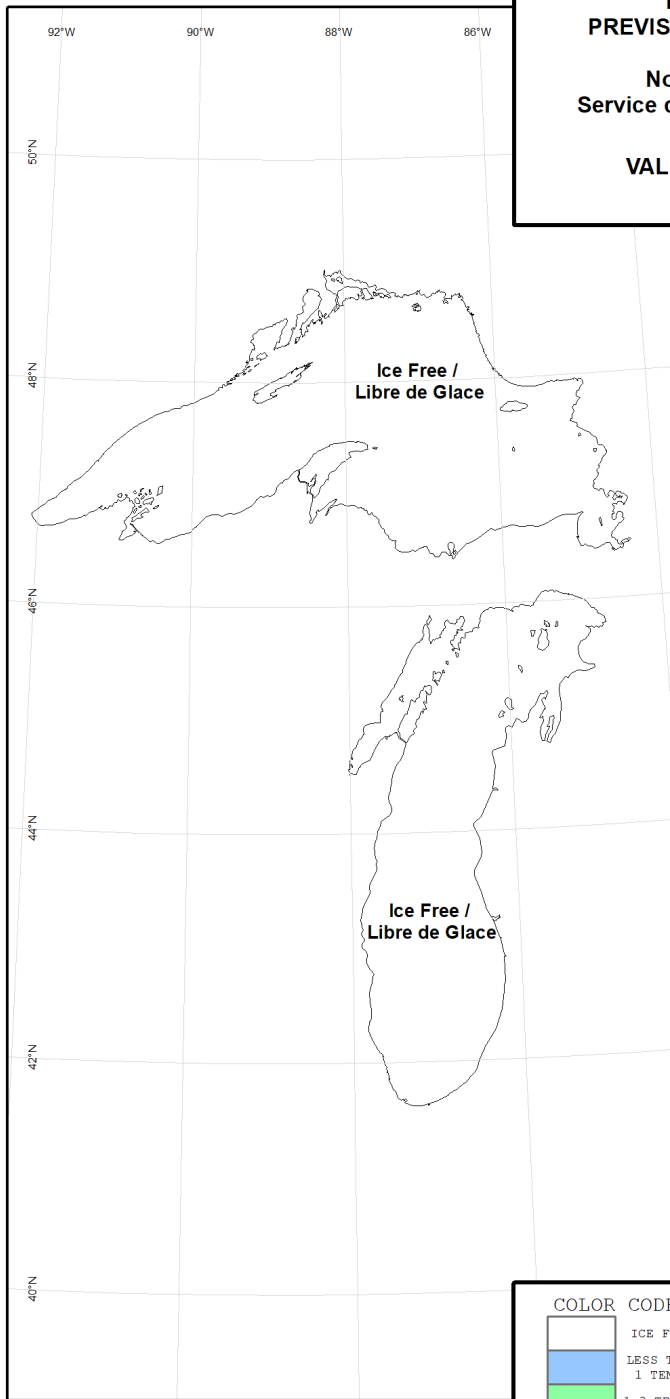 PREVIS
No
Service d
VAL
92°W 90°W 88°W 86°W
50°N
48°N
46°N
44°N
42°N
40°N
Ice Free /
Libre de Glace
Ice Free /
Libre de Glace
COLOR CODE
ICE F
LESS T
1 TEN